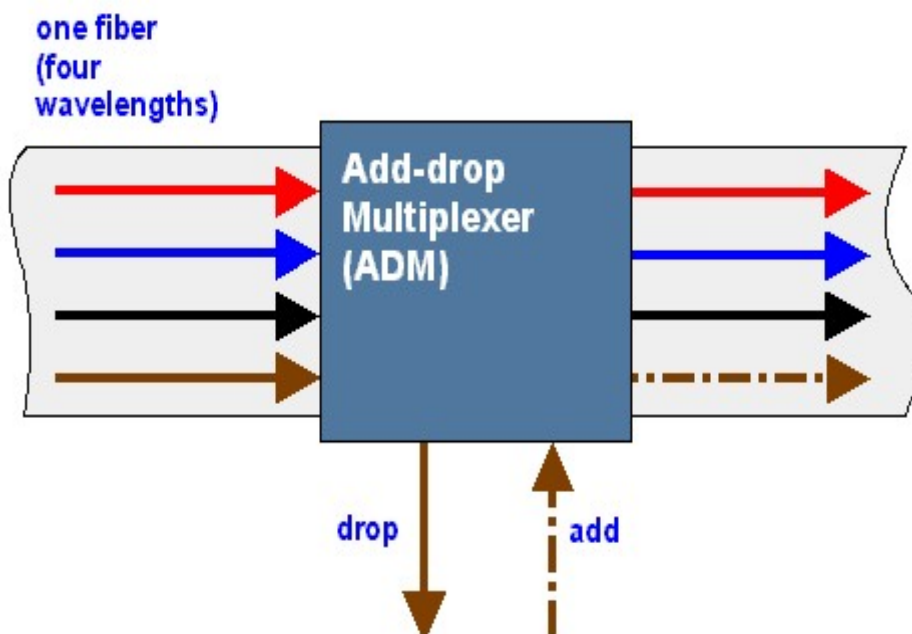 one fiber
(four
wavelengths)
Add-drop
Multiplexer
(ADM)
drop
add